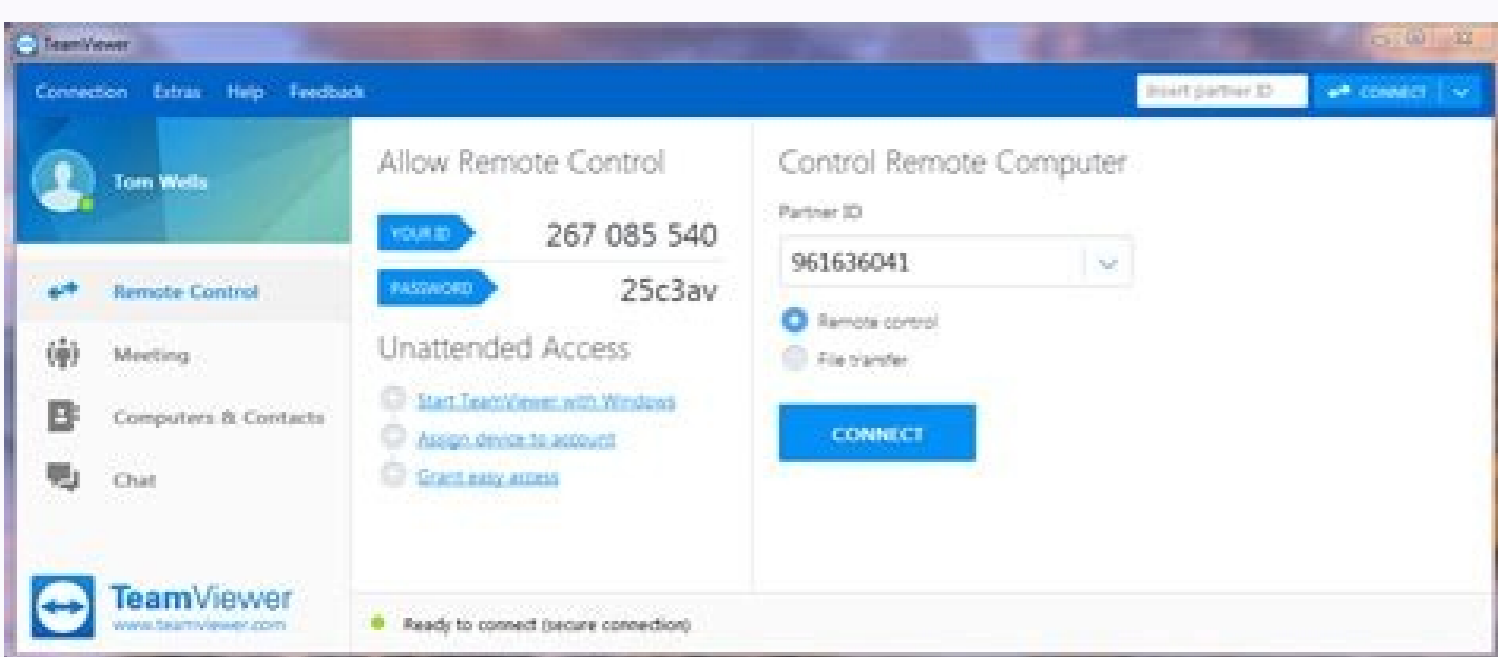 TeamViewer
Connection Extras Help Feedback
Insert partner ID
CONNECT
Tom Wells
Remote Control
Meeting
Computers & Contacts
Chat
TeamViewer
www.teamviewer.com
Allow Remote Control
YOUR ID 267 085 540
PASSWORD 25c3av
Unattended Access
Start TeamViewer with Windows
Assign device to account
Grant easy access
Control Remote Computer
Partner ID
961636041
Remote control
File transfer
CONNECT
Ready to connect (secure connection)